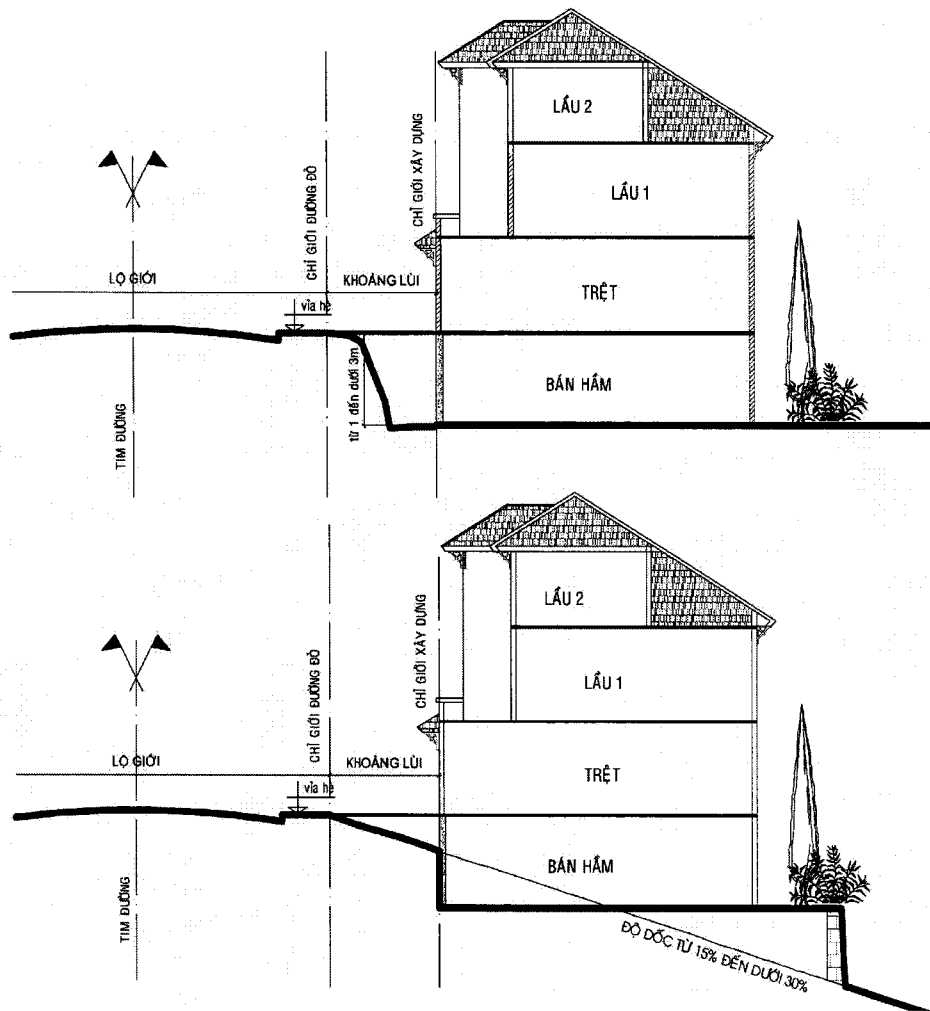 LẦU 2
LẦU 1
TRỆT
BÁN HẦM
CHỈ GIỚI XÂY DỰNG
CHỈ GIỚI ĐƯỜNG ĐỎ
LỘ GIỚI
KHOẢNG LÙI
vỉa hè
từ 1 đến dưới 3m
TIM ĐƯỜNG
LẦU 2
LẦU 1
TRỆT
BÁN HẦM
CHỈ GIỚI XÂY DỰNG
CHỈ GIỚI ĐƯỜNG ĐỎ
LỘ GIỚI
KHOẢNG LÙI
vỉa hè
TIM ĐƯỜNG
ĐỘ DỐC TỪ 15% ĐẾN DƯỚI 30%